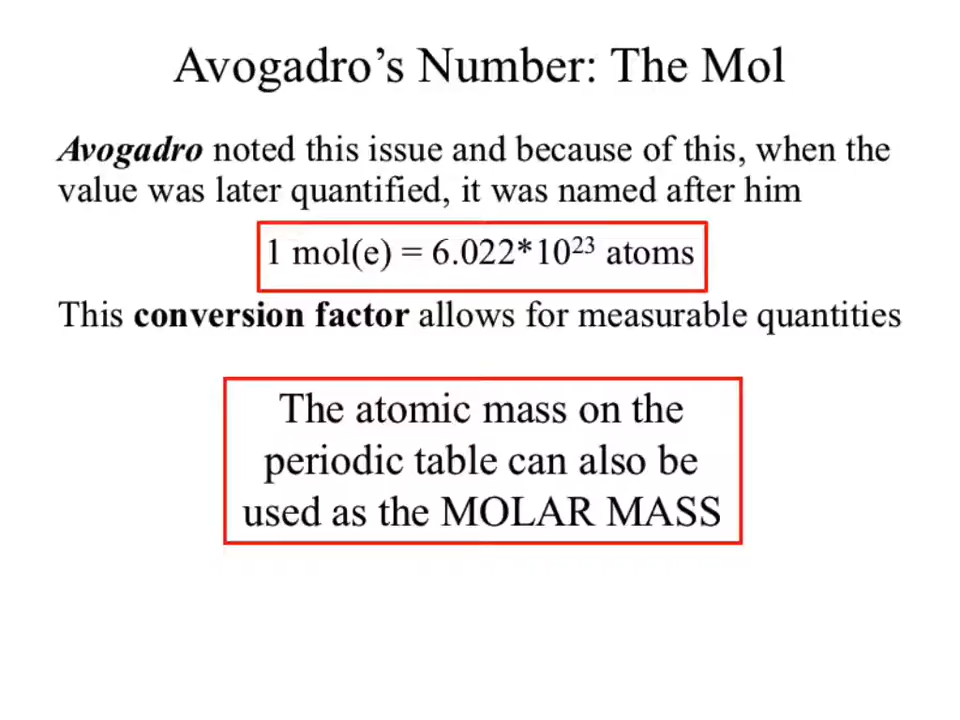 Avogadro’s Number: The Mol
Avogadro noted this issue and because of this, when the
value was later quantified, it was named after him
1 mol(e) = 6.022*10²³ atoms
This conversion factor allows for measurable quantities
The atomic mass on the
periodic table can also be
used as the MOLAR MASS